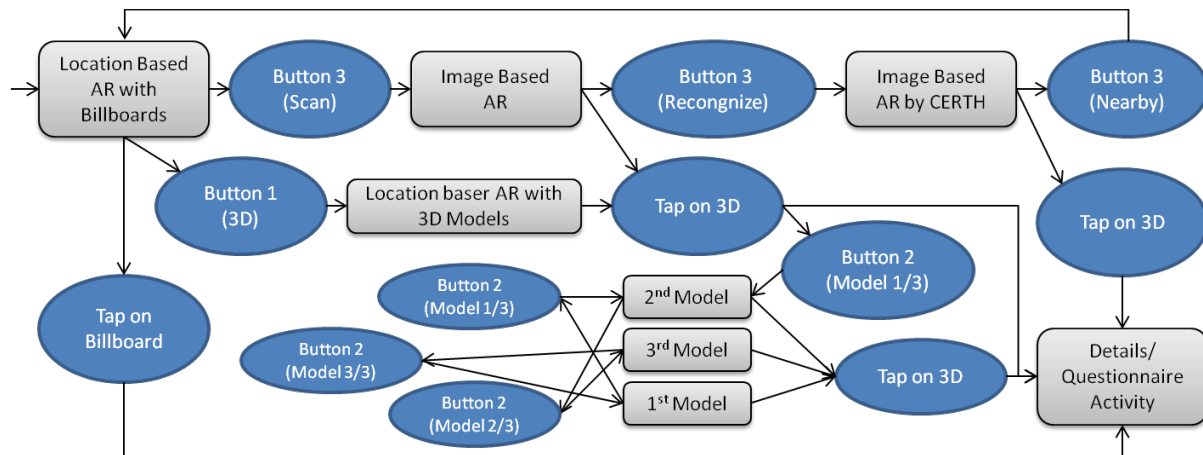 Location Based
AR with
Billboards
Button 3
(Scan)
Image Based
AR
Button 3
(Recongnize)
Image Based
AR by CERTH
Button 3
(Nearby)
Button 1
(3D)
Location baser AR with
3D Models
Tap on 3D
Tap on 3D
Button 2
(Model 1/3)
Tap on
Billboard
Button 2
(Model 1/3)
2nd Model
Button 2
(Model 3/3)
3rd Model
Button 2
(Model 2/3)
1st Model
Tap on 3D
Details/
Questionnaire
Activity